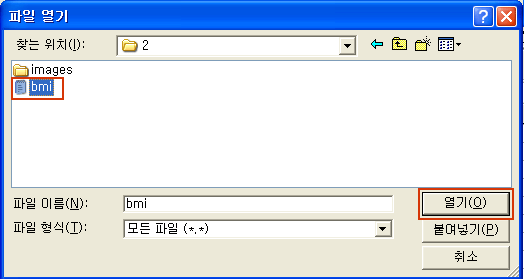 파일 열기
찾는 위치(I): 2
images
bmi
파일 이름(N): bmi 열기(O)
파일 형식(T): 모든 파일 (*.*) 붙여넣기(P)
취소